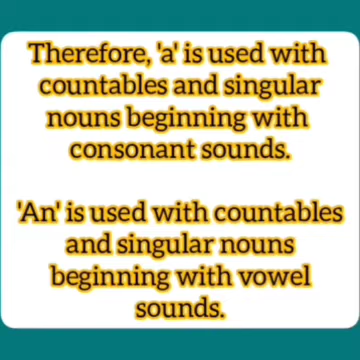 Therefore, 'a' is used with
countables and singular
nouns beginning with
consonant sounds.
'An' is used with countables
and singular nouns
beginning with vowel
sounds.